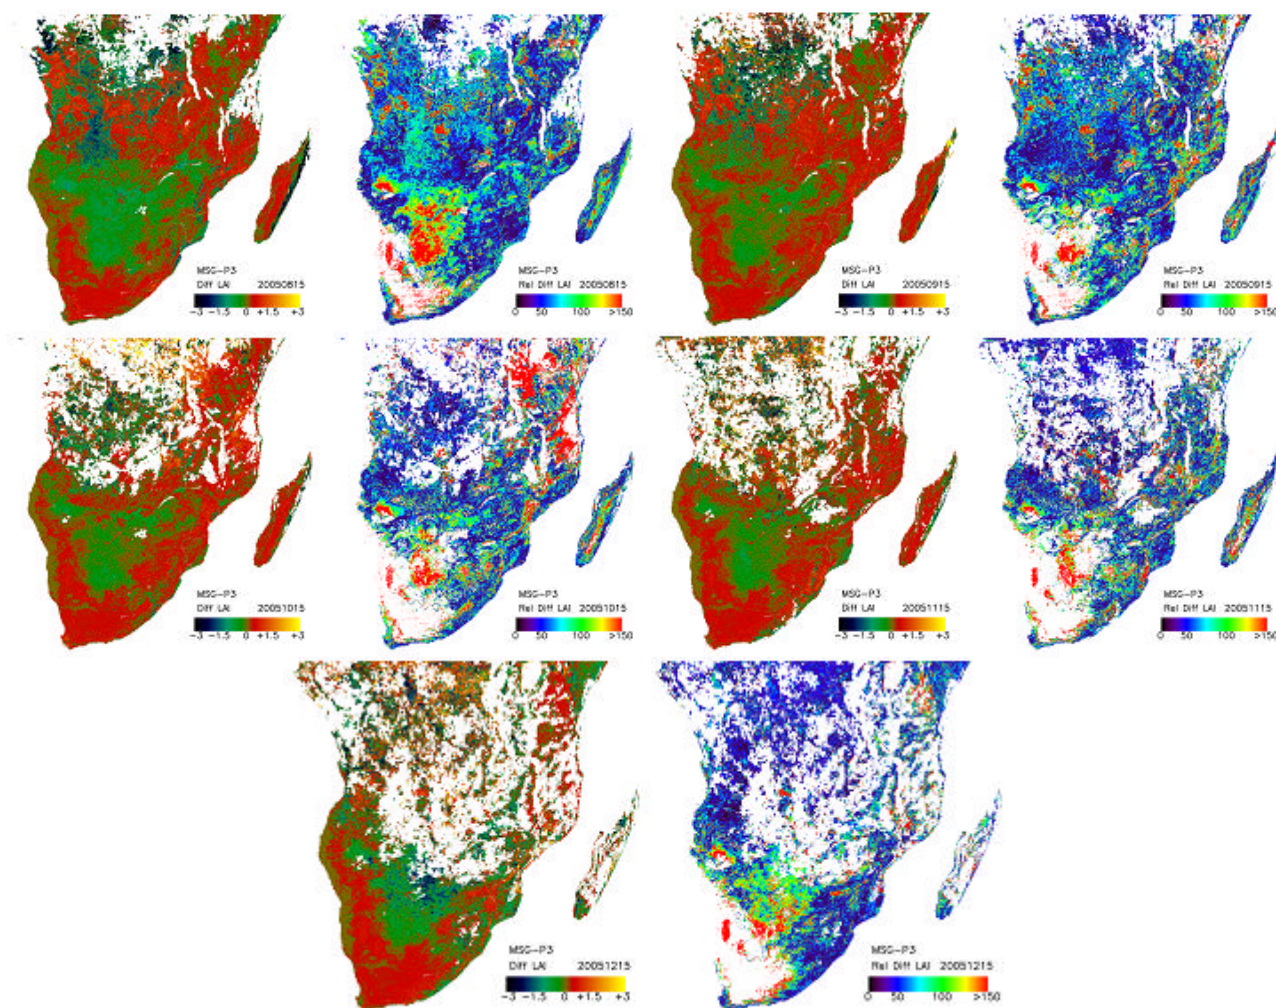 MSG-P3
Diff LAI 20050815
-3 -1.5 0 +1.5 +3
MSG-P3
Rel Diff LAI 20050815
0 50 100 >150
MSG-P3
Diff LAI 20050915
-3 -1.5 0 +1.5 +3
MSG-P3
Rel Diff LAI 20050915
0 50 100 >150
MSG-P3
Diff LAI 20051015
-3 -1.5 0 +1.5 +3
MSG-P3
Rel Diff LAI 20051015
0 50 100 >150
MSG-P3
Diff LAI 20051115
-3 -1.5 0 +1.5 +3
MSG-P3
Rel Diff LAI 20051115
0 50 100 >150
MSG-P3
Diff LAI 20051215
-3 -1.5 0 +1.5 +3
MSG-P3
Rel Diff LAI 20051215
0 50 100 >150